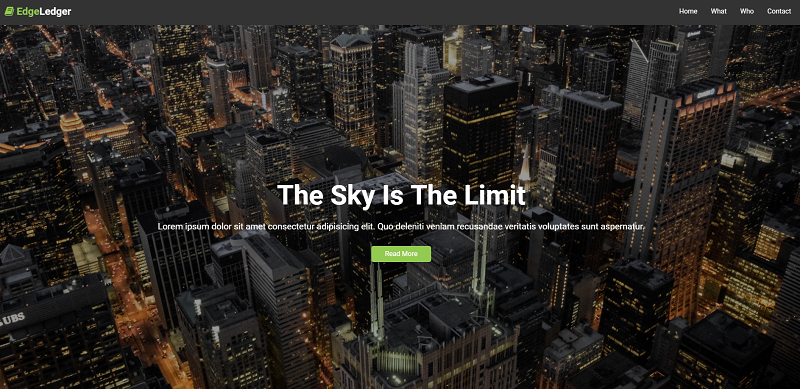 EdgeLedger
Home What Who Contact
The Sky Is The Limit
Lorem ipsum dolor sit amet consectetur adipisicing elit. Quo deleniti veniam recusandae veritatis voluptates sunt aspernatur.
Read More
UBS